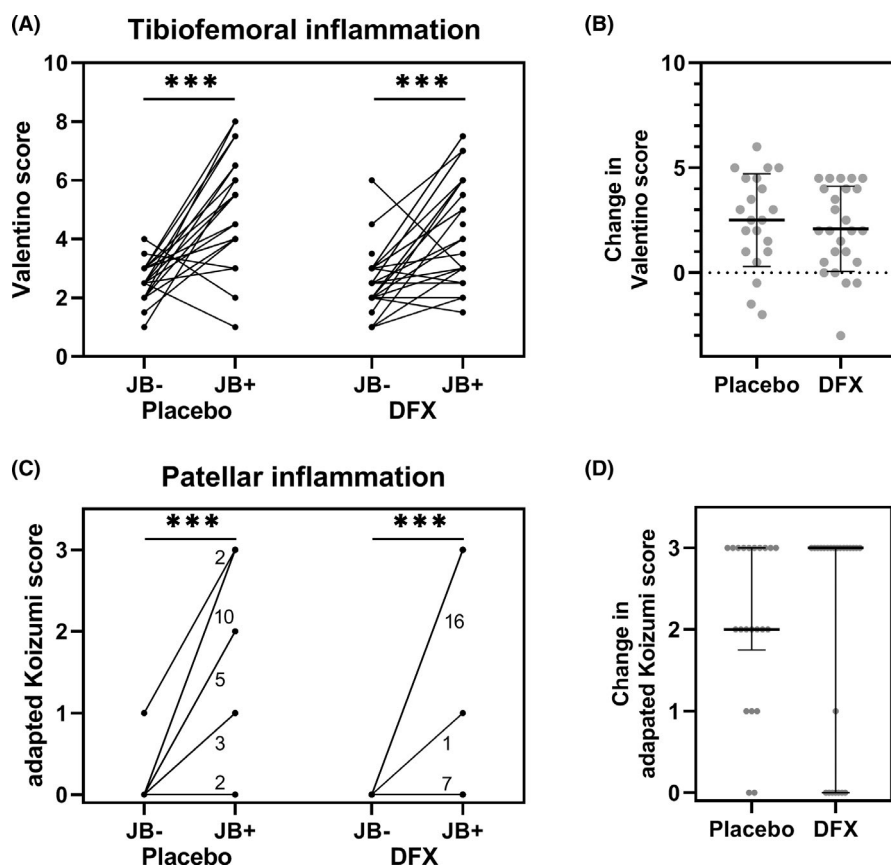 (A)
Tibiofemoral inflammation
Valentino score
10
8
6
4
2
0
***
***
JB-
JB+
JB-
JB+
Placebo
DFX
(B)
Change in
Valentino score
10
5
0
Placebo
DFX
(C)
Patellar inflammation
adapted Koizumi score
3
2
1
0
***
***
2
10
5
3
2
16
1
7
JB-
JB+
JB-
JB+
Placebo
DFX
(D)
Change in
adapated Koizumi score
3
2
1
0
Placebo
DFX